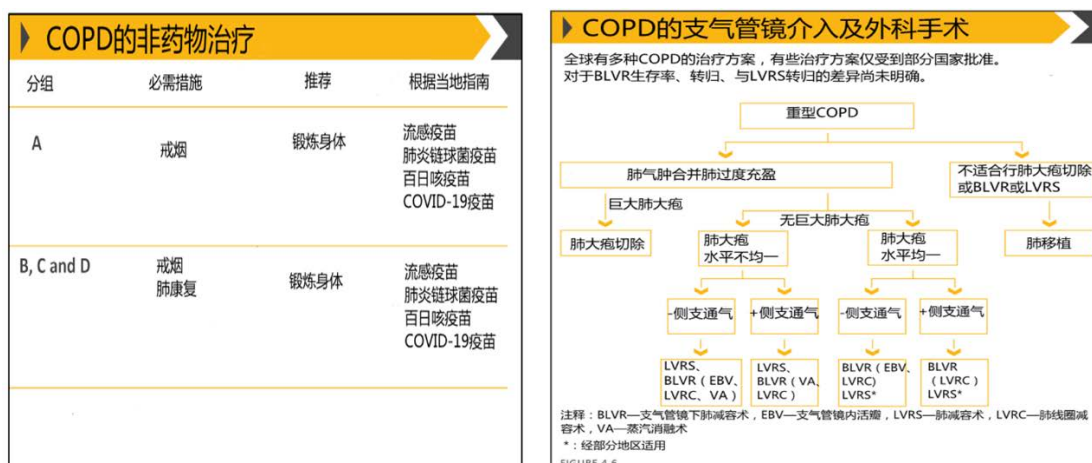 COPD的非药物治疗
分组 必需措施 推荐 根据当地指南
A 戒烟 锻炼身体 流感疫苗
肺炎链球菌疫苗
百日咳疫苗
COVID-19疫苗
B, C and D 戒烟 锻炼身体 流感疫苗
肺康复 肺炎链球菌疫苗
百日咳疫苗
COVID-19疫苗
COPD的支气管镜介入及外科手术
全球有多种COPD的治疗方案，有些治疗方案仅受到部分国家批准。
对于BLVR生存率、转归、与LVRS转归的差异尚未明确。
重型COPD
肺气肿合并肺过度充盈
不适合行肺大疱切除
或BLVR或LVRS
巨大肺大疱
无巨大肺大疱
肺大疱切除
肺大疱
水平不均一
肺大疱
水平均一
肺移植
-侧支通气 +侧支通气 -侧支通气 +侧支通气
LVRS、
BLVR（EBV、
LVRC、VA）
LVRS、
BLVR（VA、
LVRC）
BLVR（EBV、
LVRC)
LVRS*
BLVR
（LVRC）
LVRS*
注释：BLVR—支气管镜下肺减容术，EBV—支气管镜内活瓣，LVRS—肺减容术，LVRC—肺线圈减
容术，VA—蒸汽消融术
*：经部分地区适用
FIGURE 4.6